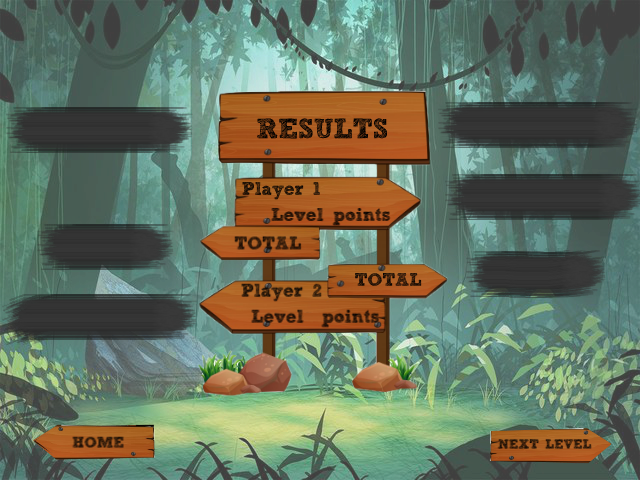 RESULTS
Player 1
Level points
TOTAL
TOTAL
Player 2
Level points
HOME
NEXT LEVEL